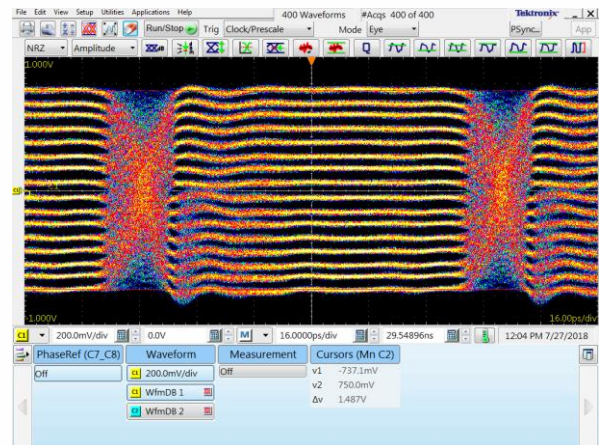 File Edit View Setup Utilities Applications Help
400 Waveforms #Acqs 400 of 400
Tektronix
Run/Stop Trig Clock/Prescale Mode Eye PSync... App
NRZ Amplitude
1.000V
C1
-1.000V 16.00ps/div
C1 200.0mV/div 0.0V M 16.0000ps/div 29.54896ns 12:04 PM 7/27/2018
PhaseRef (C7_C8) Waveform Measurement Cursors (Mn C2)
Off C1 200.0mV/div Off v1 -737.1mV
C1 WfmDB 1 v2 750.0mV
C2 WfmDB 2 Δv 1.487V